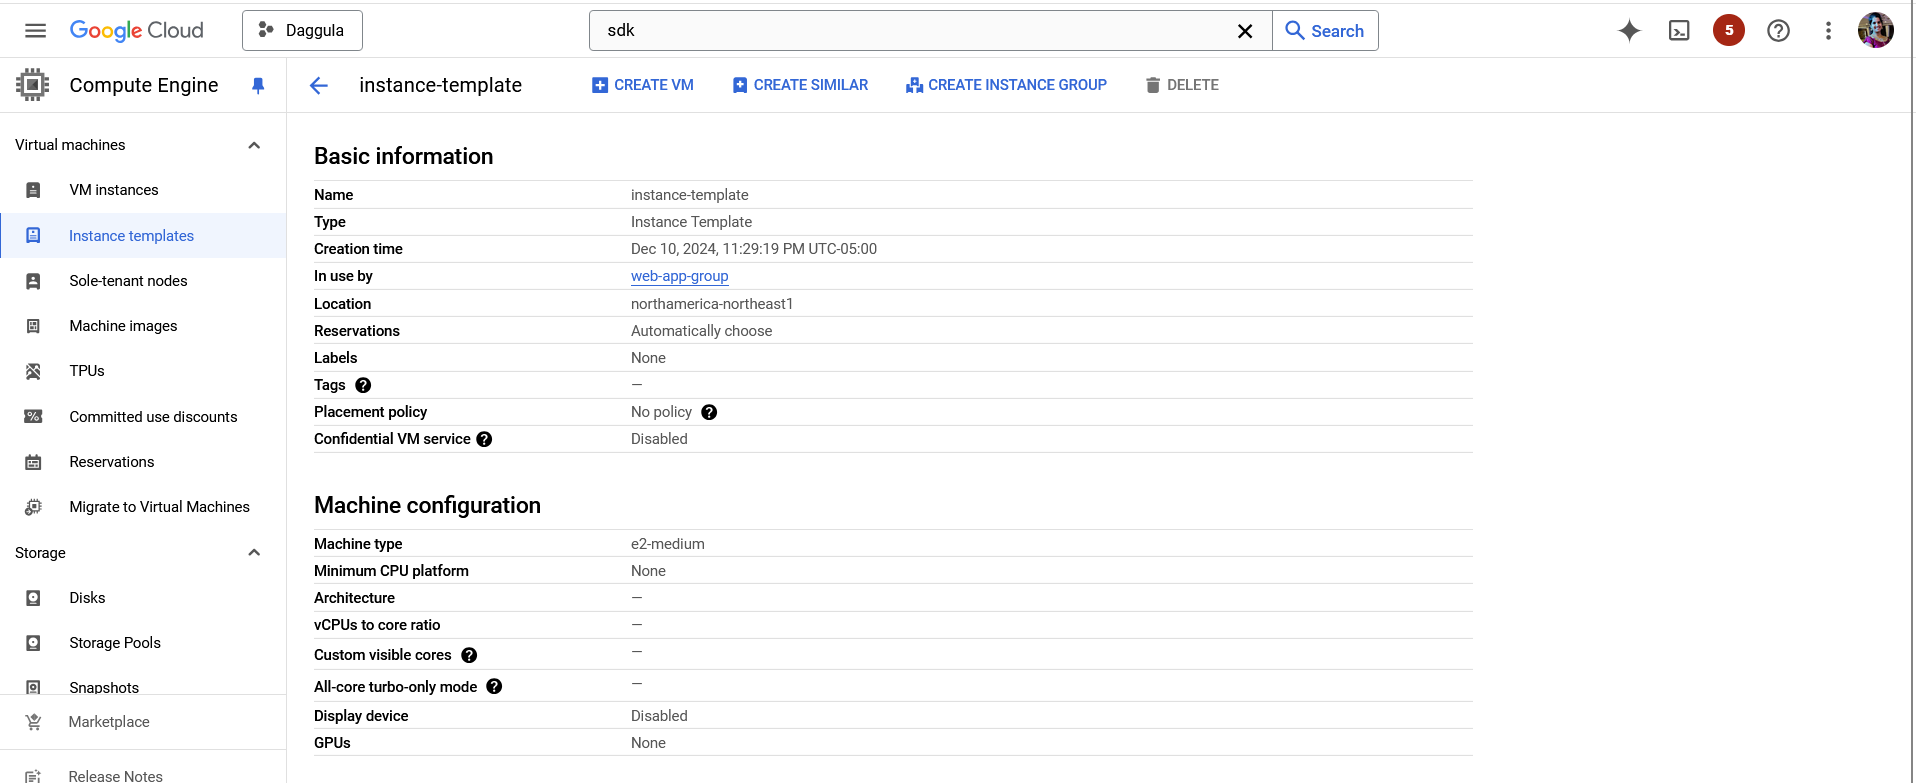 Google Cloud
Daggula
sdk
Search
5
Compute Engine
instance-template
CREATE VM
CREATE SIMILAR
CREATE INSTANCE GROUP
DELETE
Virtual machines
VM instances
Instance templates
Sole-tenant nodes
Machine images
TPUs
Committed use discounts
Reservations
Migrate to Virtual Machines
Storage
Disks
Storage Pools
Snapshots
Marketplace
Release Notes
Basic information
Name instance-template
Type Instance Template
Creation time Dec 10, 2024, 11:29:19 PM UTC-05:00
In use by web-app-group
Location northamerica-northeast1
Reservations Automatically choose
Labels None
Tags —
Placement policy No policy
Confidential VM service Disabled
Machine configuration
Machine type e2-medium
Minimum CPU platform None
Architecture —
vCPUs to core ratio —
Custom visible cores —
All-core turbo-only mode —
Display device Disabled
GPUs None